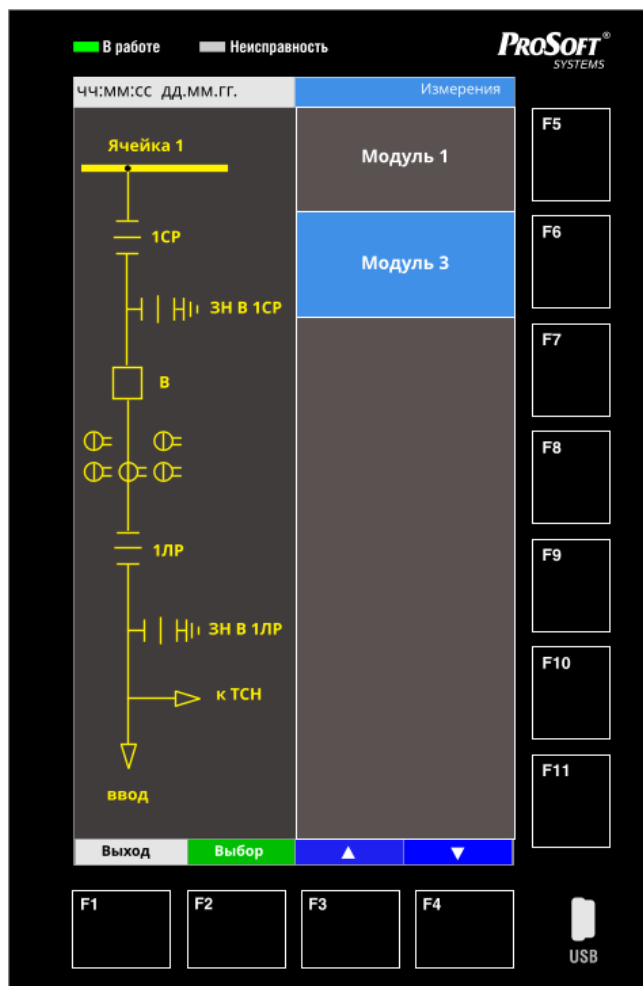 В работе
Неисправность
PROSOFT®
SYSTEMS
чч:мм:сс дд.мм.гг.
Измерения
Ячейка 1
Модуль 1
F5
1СР
Модуль 3
F6
ЗН В 1СР
F7
В
F8
1ЛР
F9
ЗН В 1ЛР
F10
к ТСН
F11
ввод
Выход
Выбор
F1
F2
F3
F4
USB